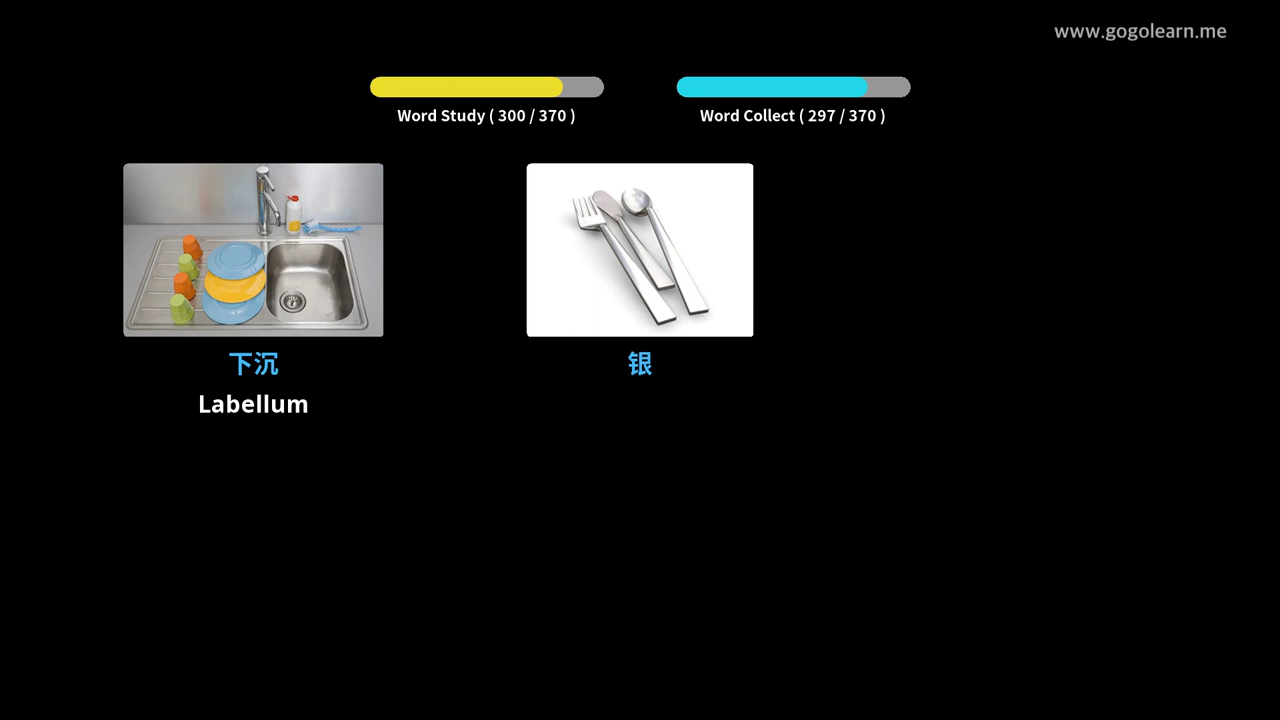 www.gogolearn.me
Word Study ( 300 / 370 )
Word Collect ( 297 / 370 )
下沉
银
Labellum